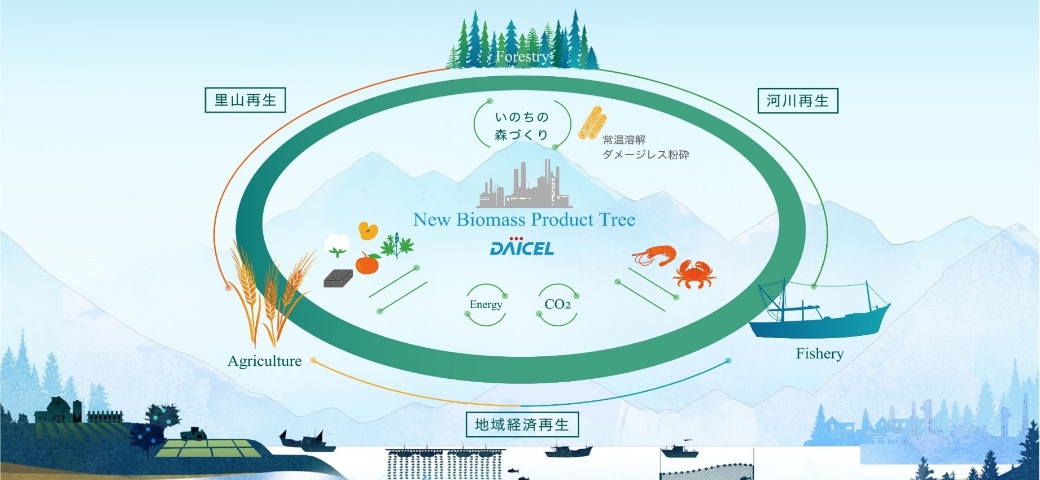 Forestry
里山再生
河川再生
いのちの
森づくり
常温溶解
ダメージレス粉砕
New Biomass Product Tree
DAICEL
Energy
CO2
Agriculture
Fishery
地域経済再生